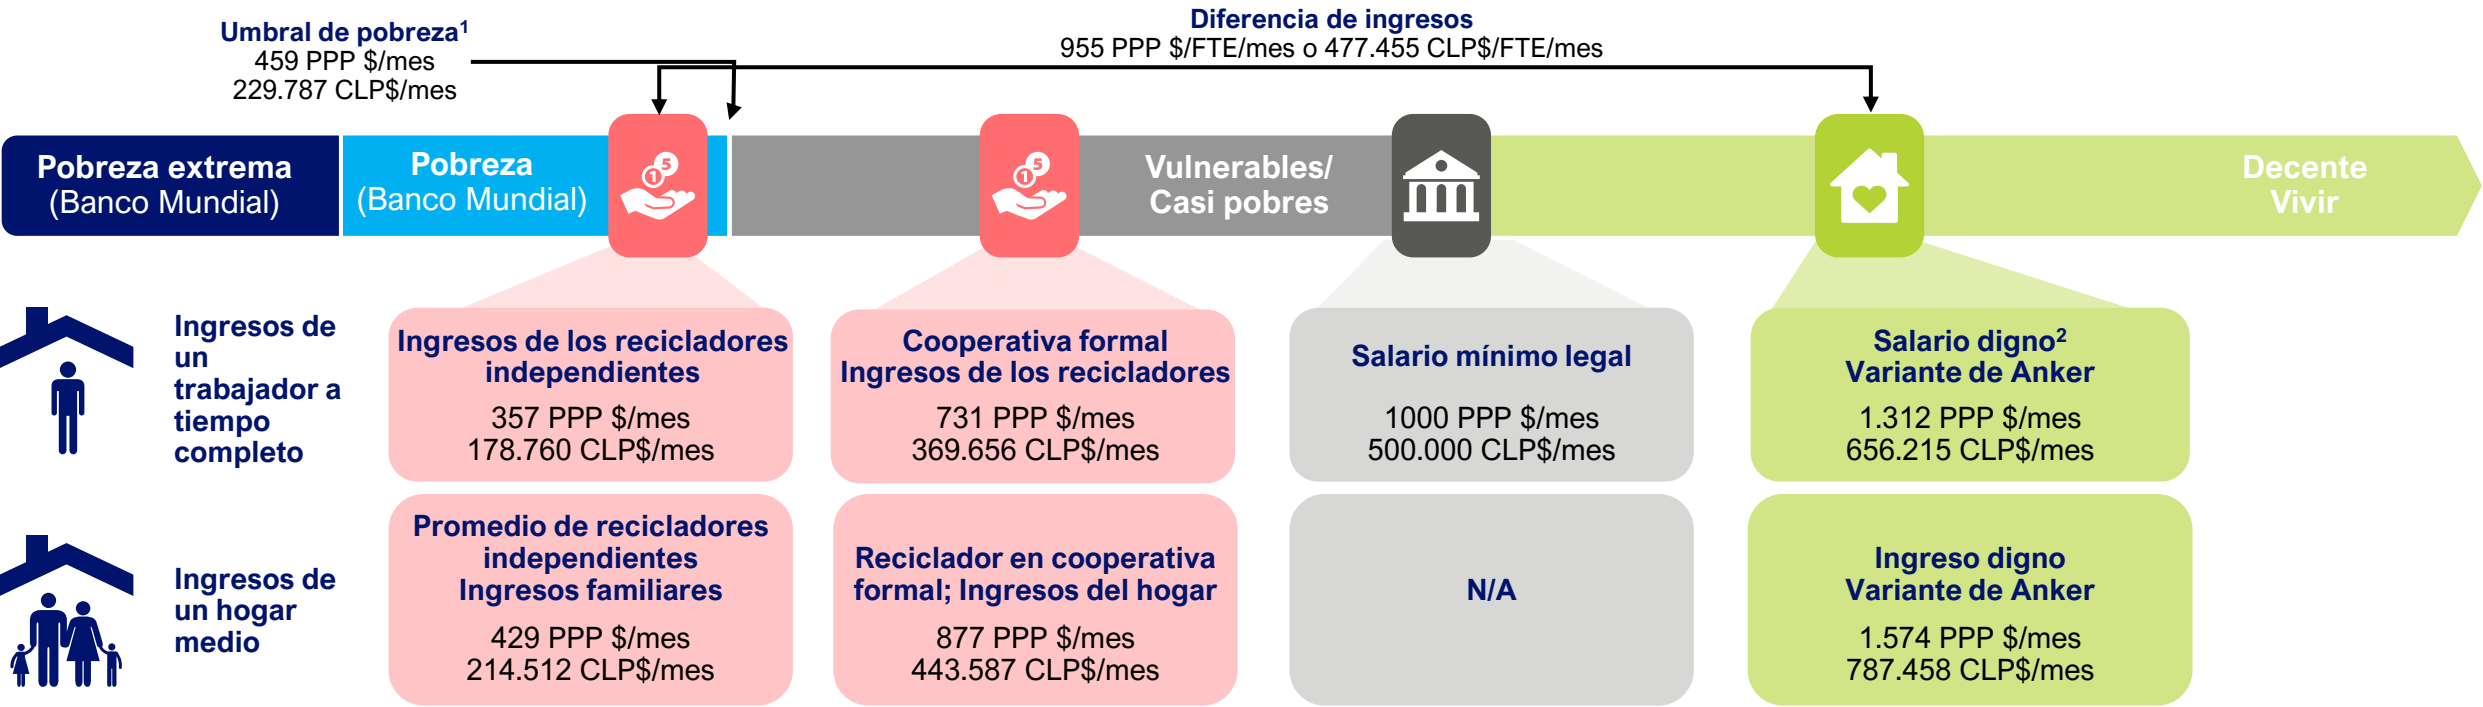 Umbral de pobreza¹
459 PPP $/mes
229.787 CLP$/mes
Diferencia de ingresos
955 PPP $/FTE/mes o 477.455 CLP$/FTE/mes
Pobreza extrema
(Banco Mundial)
Pobreza
(Banco Mundial)
1
5
1
5
Vulnerables/
Casi pobres
Decente
Vivir
Ingresos de
un
trabajador a
tiempo
completo
Ingresos de los recicladores
independientes
357 PPP $/mes
178.760 CLP$/mes
Cooperativa formal
Ingresos de los recicladores
731 PPP $/mes
369.656 CLP$/mes
Salario mínimo legal
1000 PPP $/mes
500.000 CLP$/mes
Salario digno²
Variante de Anker
1.312 PPP $/mes
656.215 CLP$/mes
Ingresos de
un hogar
medio
Promedio de recicladores
independientes
Ingresos familiares
429 PPP $/mes
214.512 CLP$/mes
Reciclador en cooperativa
formal; Ingresos del hogar
877 PPP $/mes
443.587 CLP$/mes
N/A
Ingreso digno
Variante de Anker
1.574 PPP $/mes
787.458 CLP$/mes